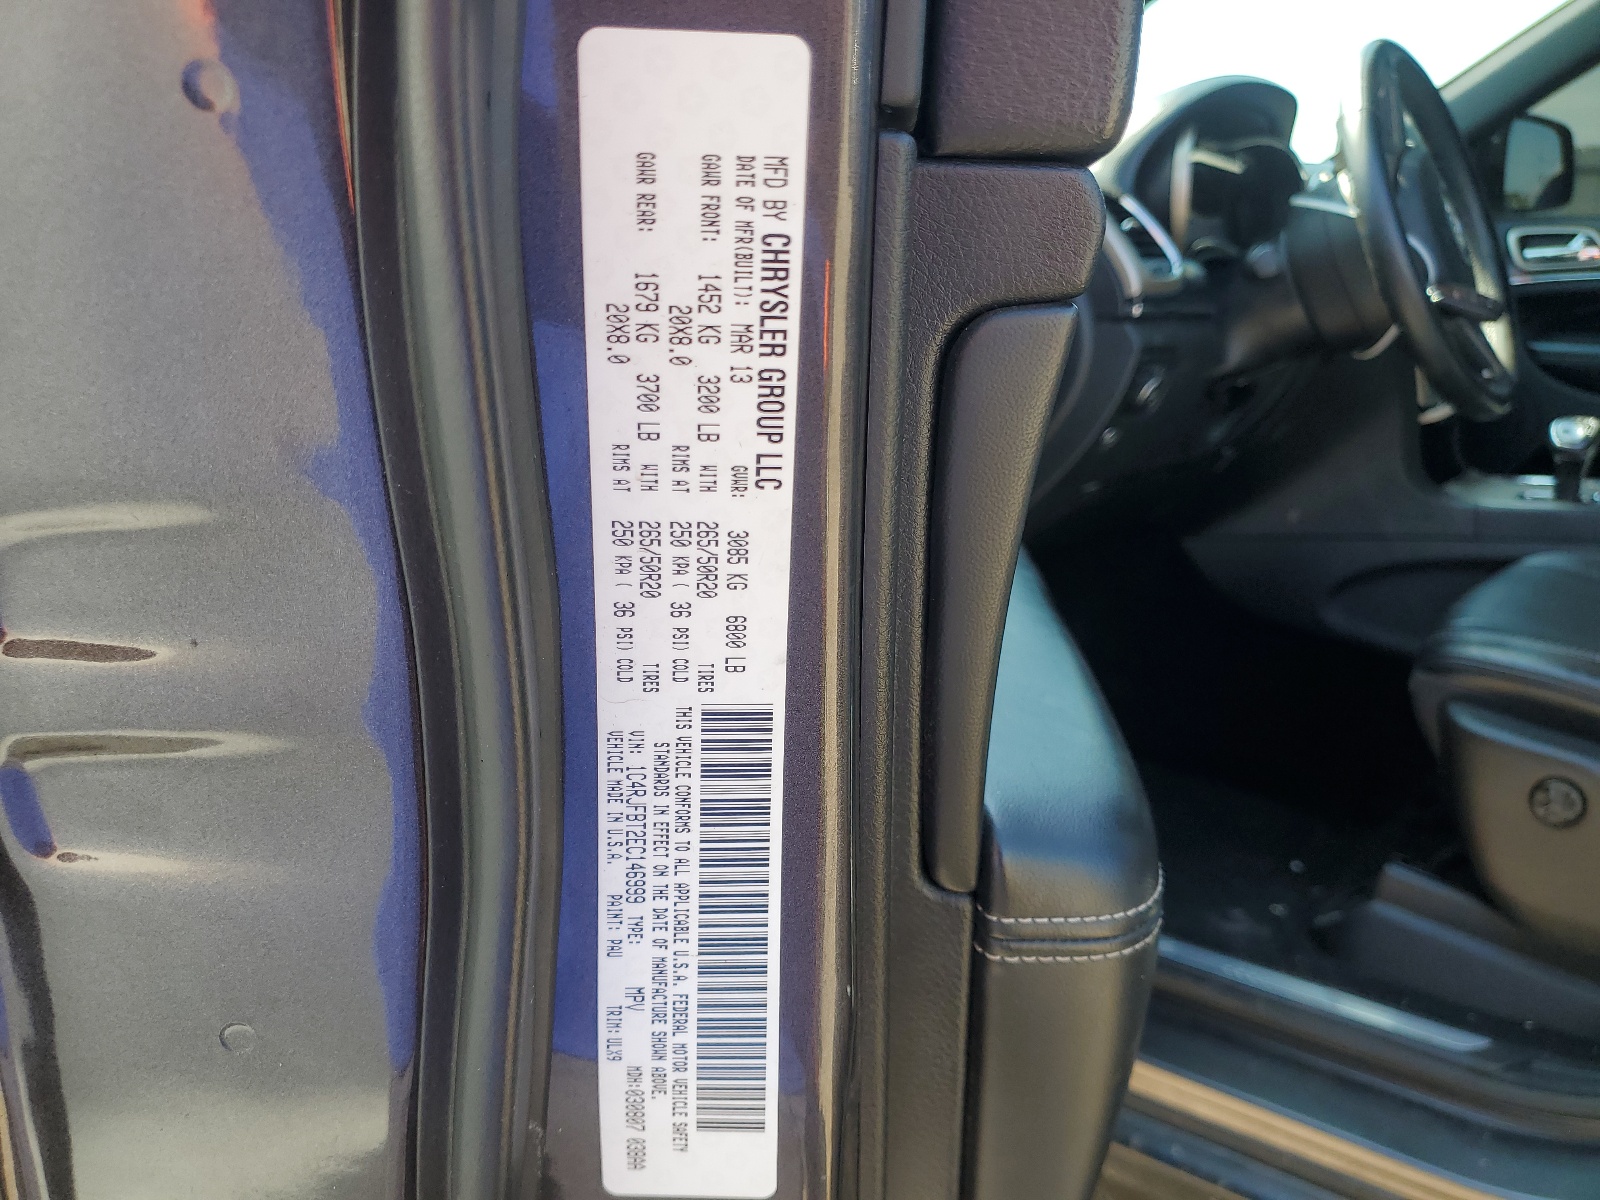 MFD BY CHRYSLER GROUP LLC
DATE OF MFR(BUILT): MAR 13 GVWR: 3085 KG 6800 LB
GAWR FRONT: 1452 KG 3200 LB WITH 265/50R20 TIRES
20X8.0 RIMS AT 250 KPA ( 36 PSI) COLD
GAWR REAR: 1679 KG 3700 LB WITH 265/50R20 TIRES
20X8.0 RIMS AT 250 KPA ( 36 PSI) COLD
THIS VEHICLE CONFORMS TO ALL APPLICABLE U.S.A. FEDERAL MOTOR VEHICLE SAFETY
STANDARDS IN EFFECT ON THE DATE OF MANUFACTURE SHOWN ABOVE.
VIN: 1C4RJFBT2EC146999 TYPE: MPV MDH:030807 038AA
VEHICLE MADE IN U.S.A. PAINT: PAU TRIM: ULX9